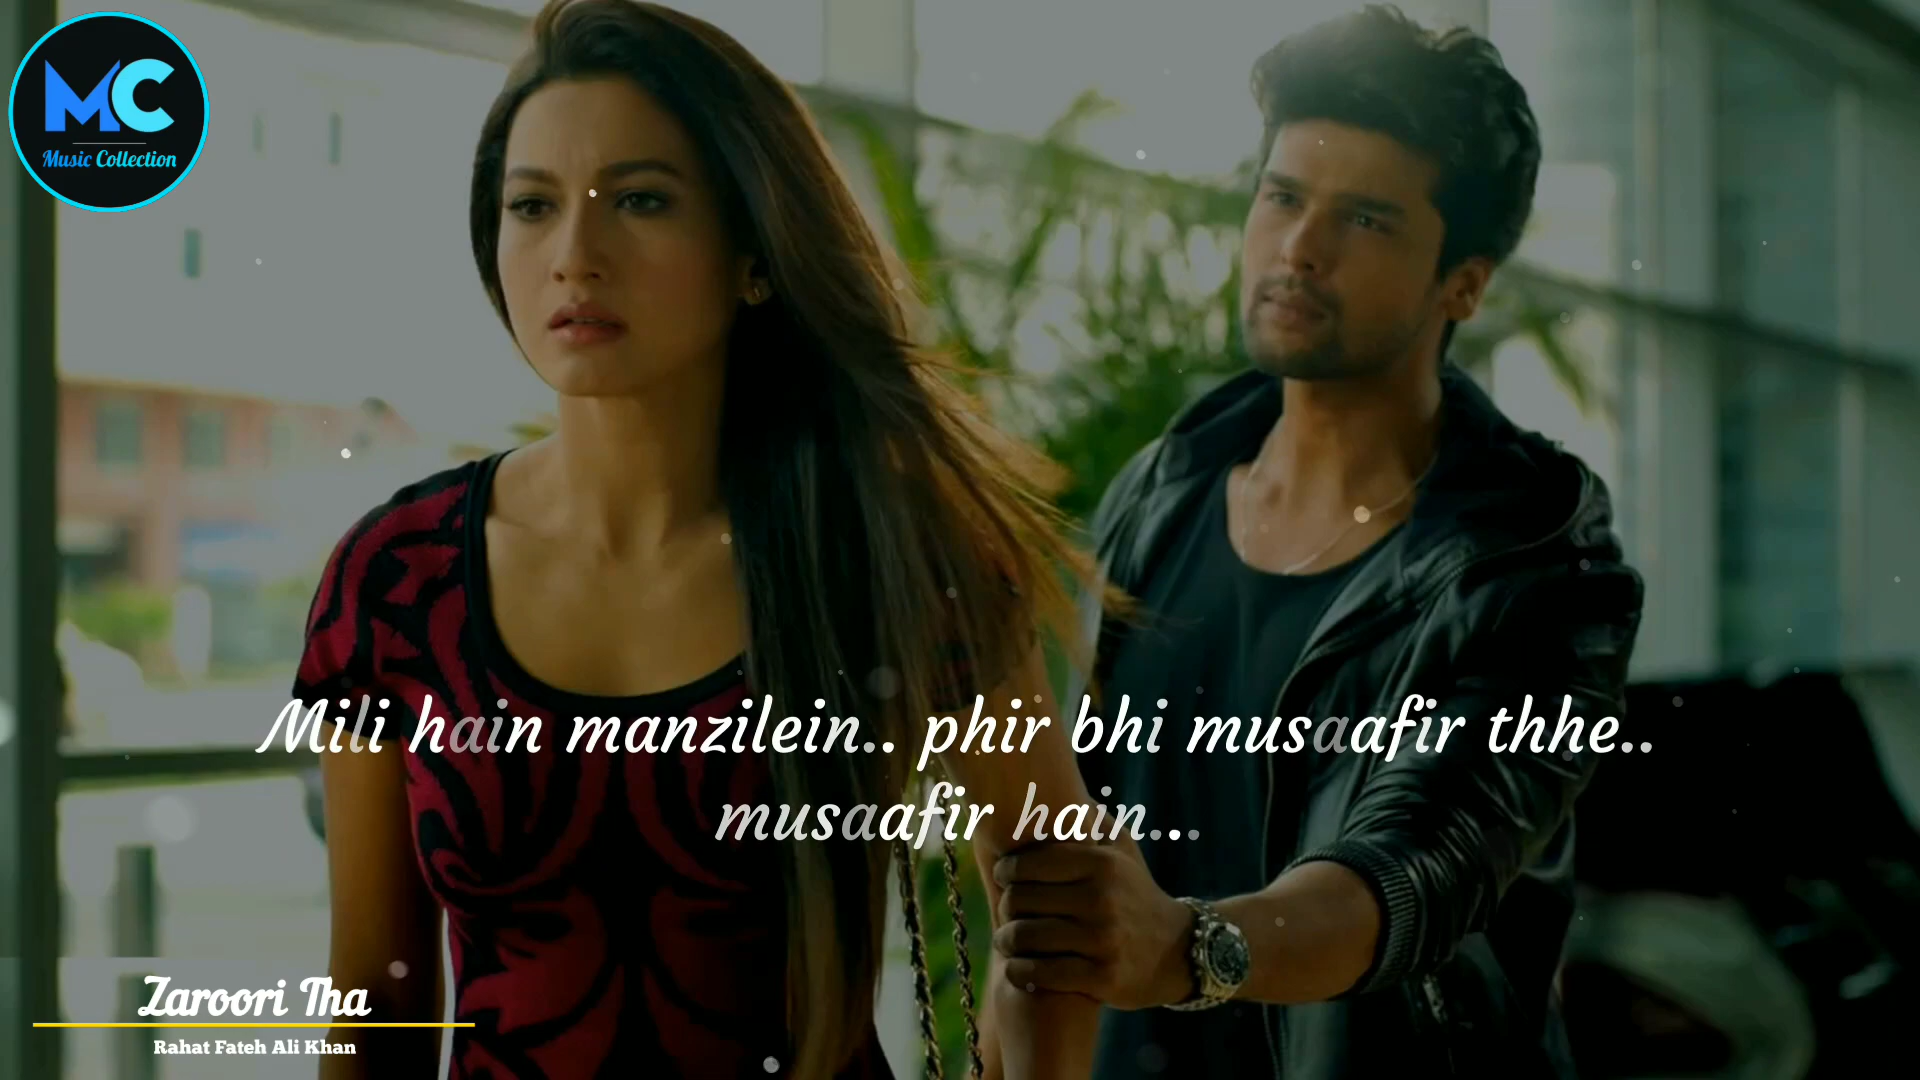 MC
Music Collection
Mili hain manzilein.. phir bhi musaafir thhe..
musaafir hain...
Zaroori Tha
Rahat Fateh Ali Khan